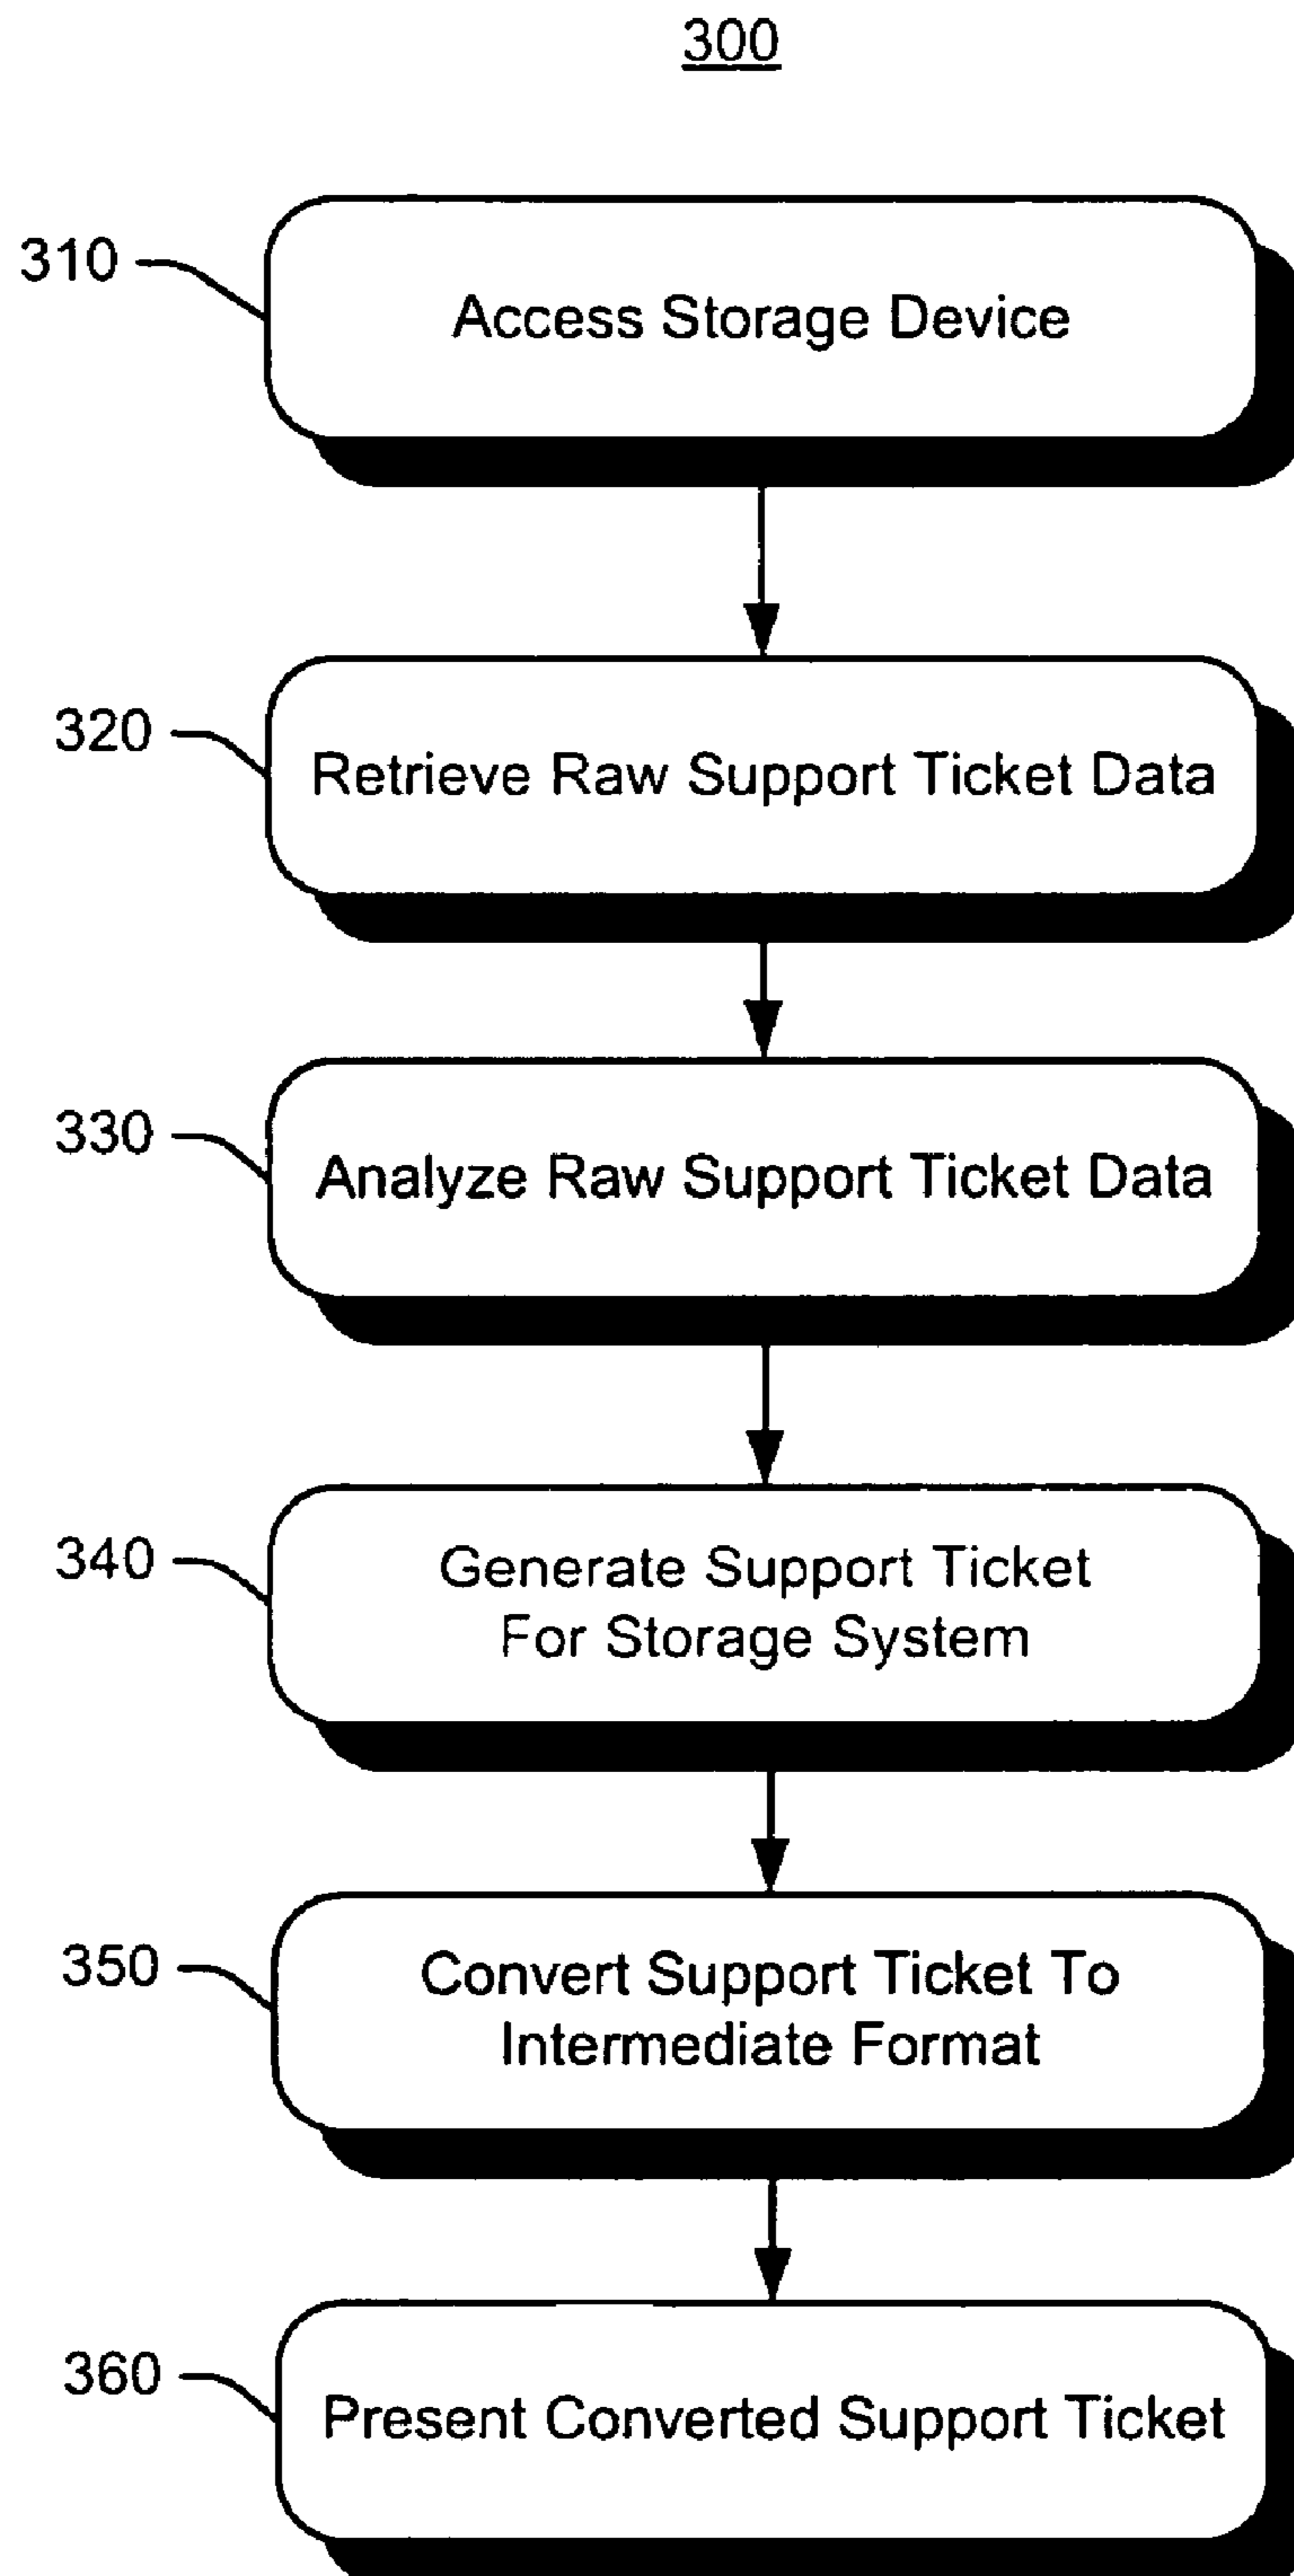 300
310
Access Storage Device
320
Retrieve Raw Support Ticket Data
330
Analyze Raw Support Ticket Data
340
Generate Support Ticket
For Storage System
350
Convert Support Ticket To
Intermediate Format
360
Present Converted Support Ticket